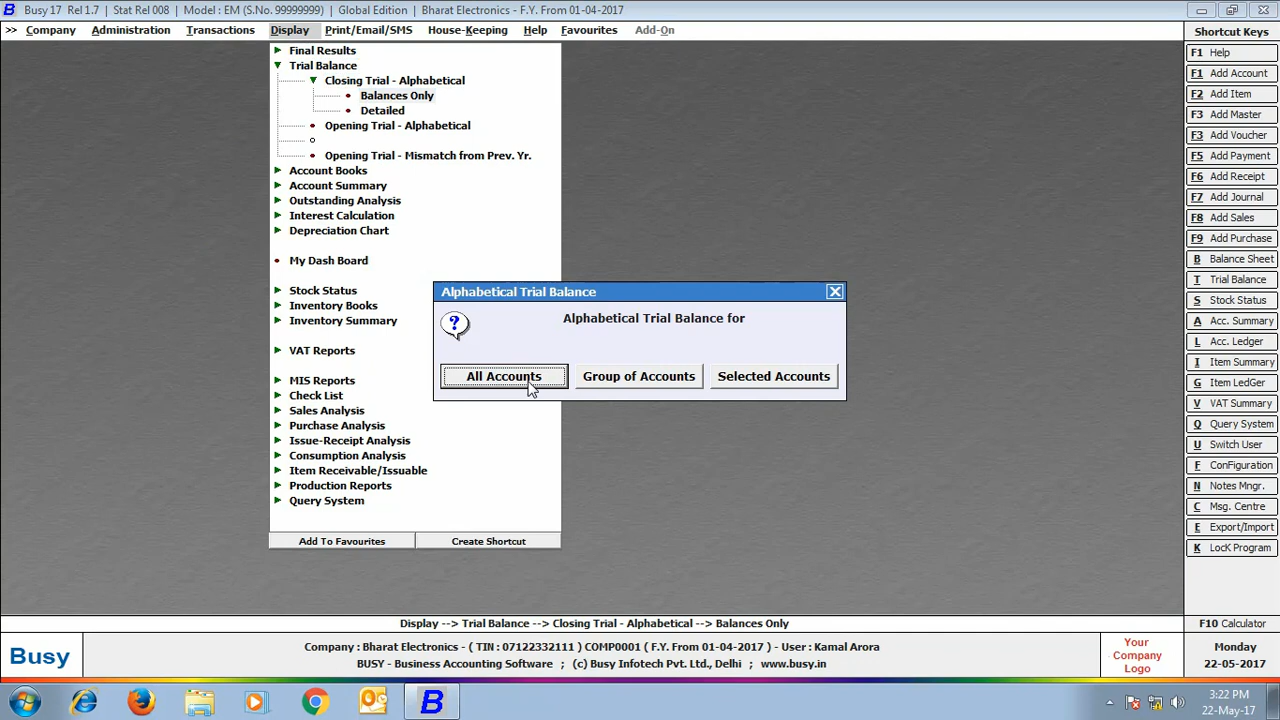 Busy 17 Rel 1.7 | Stat Rel 008 | Model : EM (S.No. 99999999) | Global Edition | Bharat Electronics - F.Y. From 01-04-2017
>> Company Administration Transactions Display Print/Email/SMS House-Keeping Help Favourites Add-On
Shortcut Keys
Final Results
Trial Balance
Closing Trial - Alphabetical
Balances Only
Detailed
Opening Trial - Alphabetical
Opening Trial - Mismatch from Prev. Yr.
Account Books
Account Summary
Outstanding Analysis
Interest Calculation
Depreciation Chart
My Dash Board
Stock Status
Inventory Books
Inventory Summary
VAT Reports
MIS Reports
Check List
Sales Analysis
Purchase Analysis
Issue-Receipt Analysis
Consumption Analysis
Item Receivable/Issuable
Production Reports
Query System
Add To Favourites Create Shortcut
Alphabetical Trial Balance
?
Alphabetical Trial Balance for
All Accounts Group of Accounts Selected Accounts
F1 Help
F1 Add Account
F2 Add Item
F3 Add Master
F3 Add Voucher
F5 Add Payment
F6 Add Receipt
F7 Add Journal
F8 Add Sales
F9 Add Purchase
B Balance Sheet
T Trial Balance
S Stock Status
A Acc. Summary
L Acc. Ledger
I Item Summary
G Item LedGer
V VAT Summary
Q Query System
U Switch User
F ConFiguration
N Notes Mngr.
C Msg. Centre
E Export/Import
K LocK Program
Display --> Trial Balance --> Closing Trial - Alphabetical --> Balances Only
F10 Calculator
Busy
Company : Bharat Electronics - ( TIN : 07122332111 ) COMP0001 ( F.Y. From 01-04-2017 ) - User : Kamal Arora
BUSY - Business Accounting Software ; (c) Busy Infotech Pvt. Ltd., Delhi ; www.busy.in
Your
Company
Logo
Monday
22-05-2017
B
3:22 PM
22-May-17